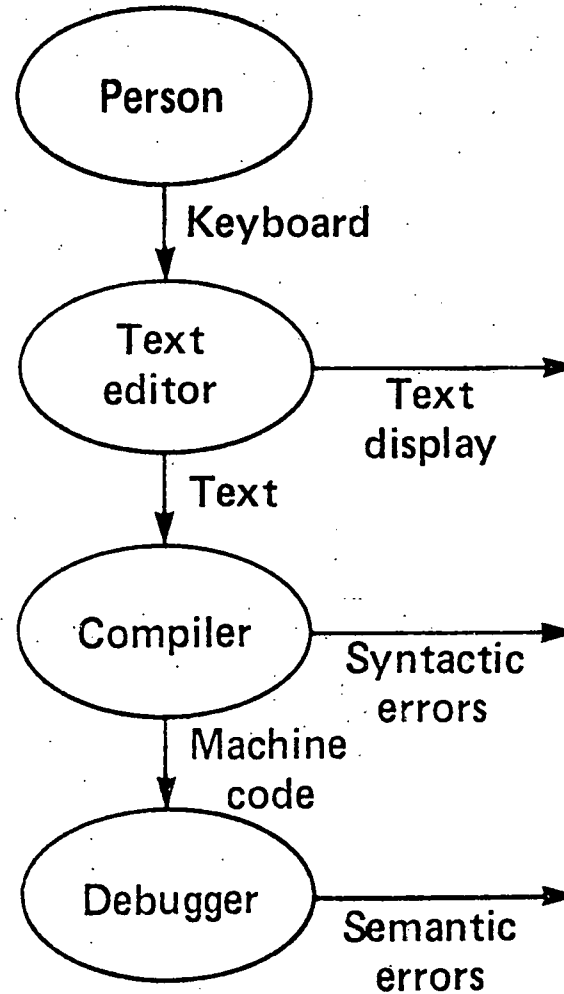 Person
Keyboard
Text
editor
Text
display
Text
Compiler
Syntactic
errors
Machine
code
Debugger
Semantic
errors